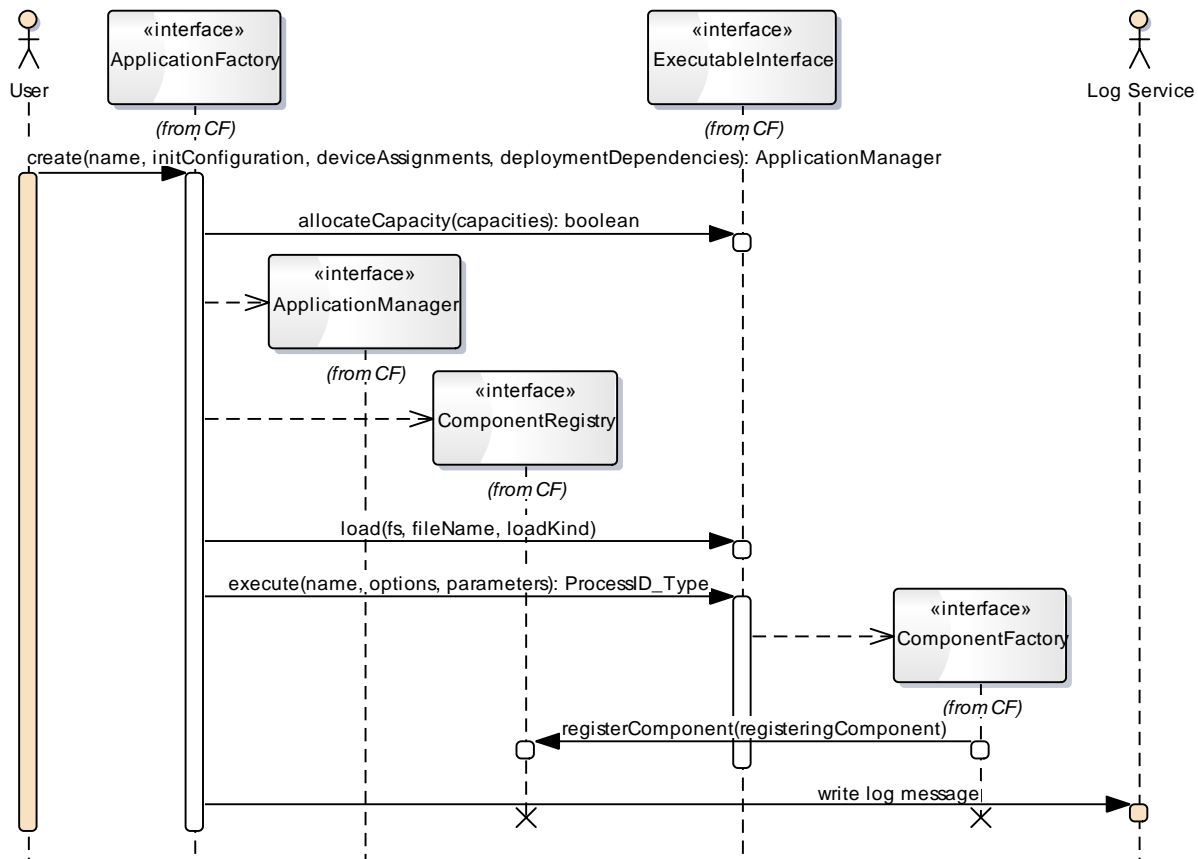 «interface»
ApplicationFactory
(from CF)
«interface»
ExecutableInterface
(from CF)
User
Log Service
create(name, initConfiguration, deviceAssignments, deploymentDependencies): ApplicationManager
allocateCapacity(capacities): boolean
«interface»
ApplicationManager
(from CF)
«interface»
ComponentRegistry
(from CF)
load(fs, fileName, loadKind)
execute(name, options, parameters): ProcessID_Type
«interface»
ComponentFactory
(from CF)
registerComponent(registeringComponent)
write log message